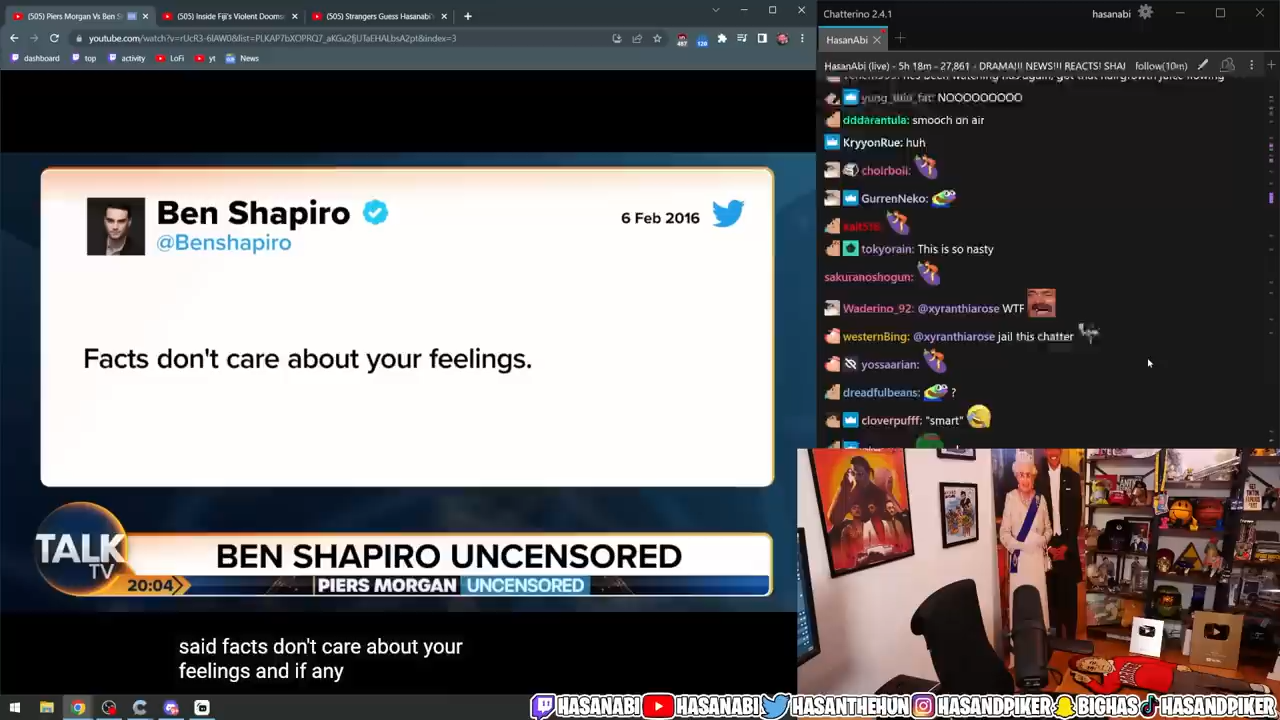 (505) Piers Morgan Vs Ben S
(505) Inside Fiji's Violent Dooms
(505) Strangers Guess Hasanabi'
youtube.com/watch?v=rUcR3-6lAW0&list=PLKAP7bXOPRQ7_aKGu2fjUTaEHALbsA2pt&index=3
dashboard
top
activity
LoFi
yt
News
Ben Shapiro
@Benshapiro
6 Feb 2016
Facts don't care about your feelings.
TALK
TV
20:04
BEN SHAPIRO UNCENSORED
PIERS MORGAN UNCENSORED
said facts don't care about your
feelings and if any
Chatterino 2.4.1
hasanabi
HasanAbi
HasanAbi (live) - 5h 18m - 27,861 - DRAMA!!! NEWS!!! REACTS! SHAI
follow(10m)
NOOOOOOOOO
dddarantula: smooch on air
KryyonRue: huh
choirboii:
GurrenNeko:
tokyorain: This is so nasty
sakuranoshogun:
Waderino_92: @xyranthiarose WTF
westernBing: @xyranthiarose jail this chatter
yossaarian:
dreadfulbeans: ?
cloverpufff: "smart"
HASANABI
HASANABI
HASANTHEHUN
HASANDPIKER
BIGHAS
HASANDPIKER